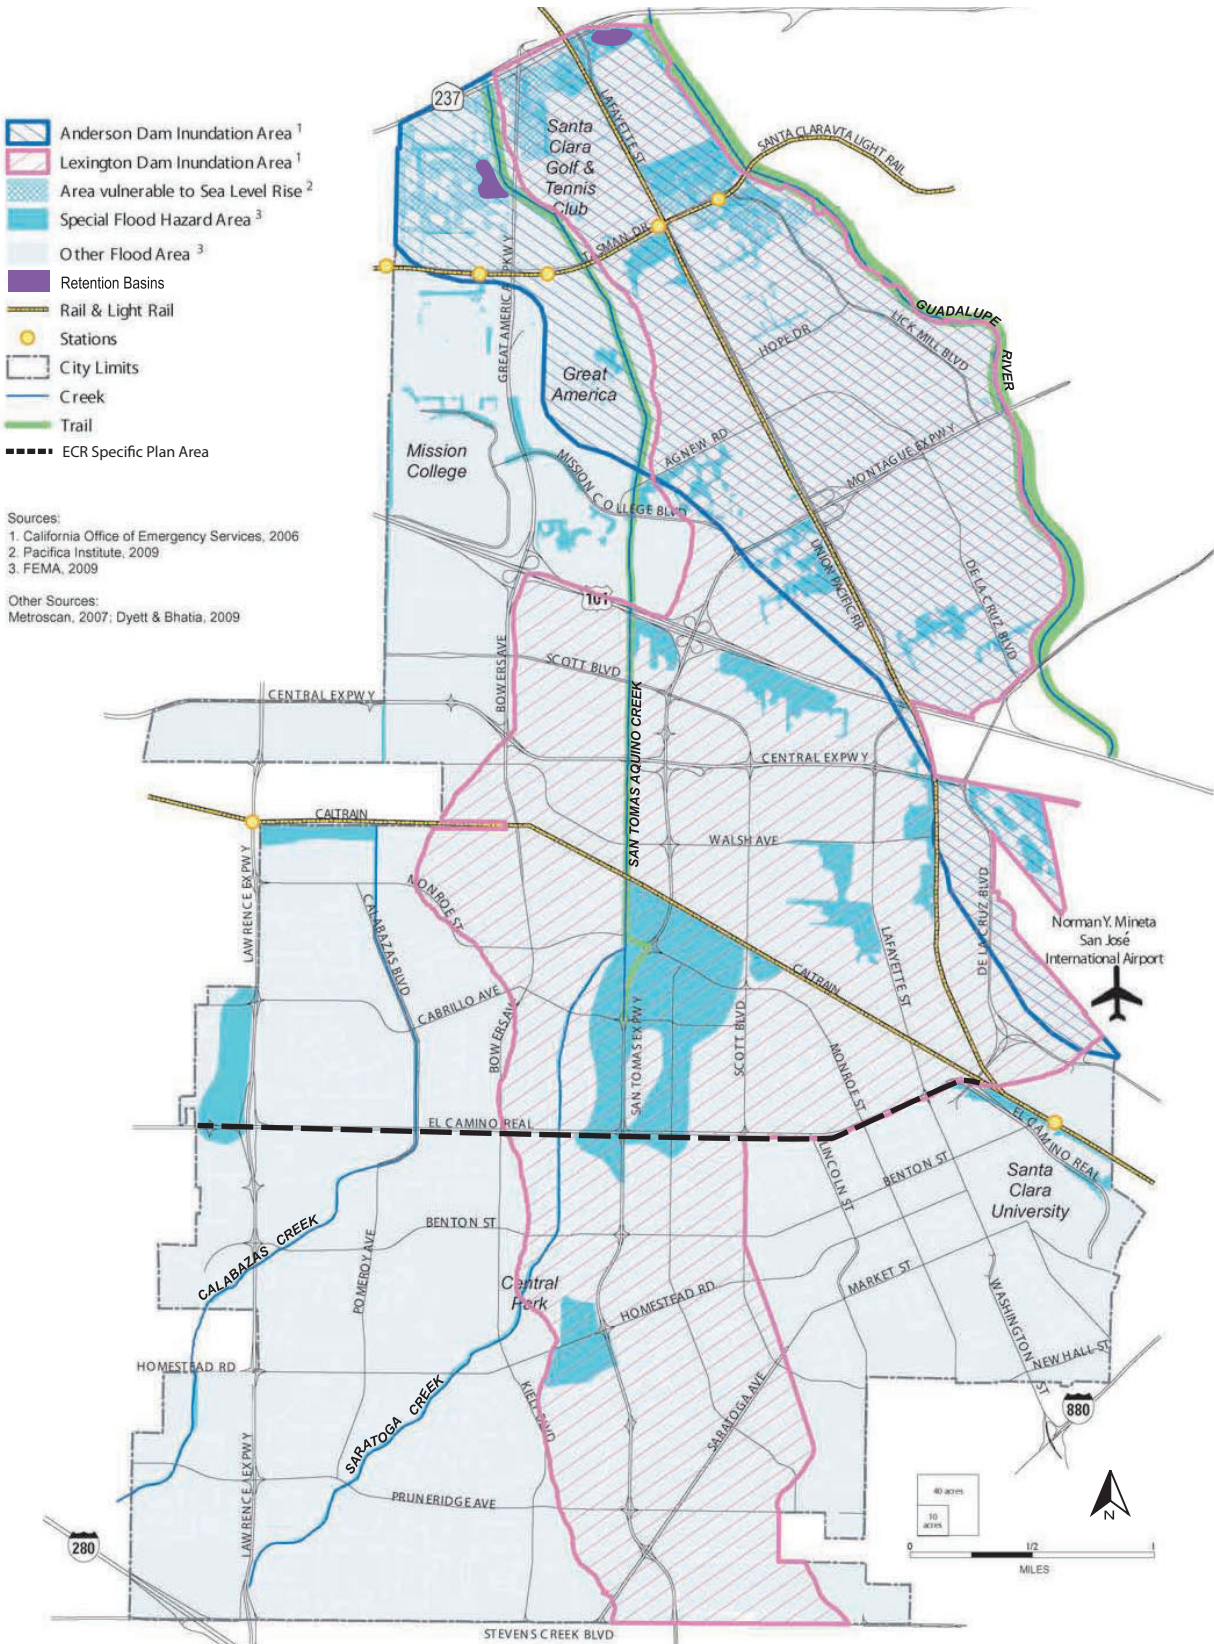 Anderson Dam Inundation Area 1
Lexington Dam Inundation Area 1
Area vulnerable to Sea Level Rise 2
Special Flood Hazard Area 3
Other Flood Area 3
Retention Basins
Rail & Light Rail
Stations
City Limits
Creek
Trail
ECR Specific Plan Area
Sources:
1. California Office of Emergency Services, 2006
2. Pacifica Institute, 2009
3. FEMA, 2009
Other Sources:
Metroscan, 2007; Dyett & Bhatia, 2009
237
LAFAYETTE ST
Santa
Clara
Golf &
Tennis
Club
SANTA CLARA VTA LIGHT RAIL
TASMAN DR
GREAT AMERICA PKWY
GUADALUPE
RIVER
LICK MILL BLVD
HOPE DR
Great
America
Mission
College
AGNEW RD
MONTAGUE EXPWY
MISSION COLLEGE BLVD
UNION PACIFIC RR
DE LA CRUZ BLVD
101
BOWERS AVE
SCOTT BLVD
CENTRAL EXPWY
SAN TOMAS AQUINO CREEK
CENTRAL EXPWY
CALTRAIN
WALSH AVE
LAWRENCE EXPWY
MONROE ST
CALABAZAS BLVD
DE LA CRUZ BLVD
LAFAYETTE ST
Norman Y. Mineta
San José
International Airport
CALTRAIN
CABRILLO AVE
BOWERS AV
SAN TOMAS EXPWY
SCOTT BLVD
MONROE ST
EL CAMINO REAL
EL CAMINO REAL
LINCOLN ST
BENTON ST
Santa
Clara
University
CALABAZAS CREEK
BENTON ST
POMEROY AVE
Central
Park
HOMESTEAD RD
MARKET ST
WASHINGTON ST
NEWHALL ST
HOMESTEAD RD
SARATOGA CREEK
KIELY BLVD
SARATOGA AVE
880
LAWRENCE EXPWY
PRUNERIDGE AVE
280
40 acres
10
acres
N
0 1/2 1
MILES
STEVENS CREEK BLVD